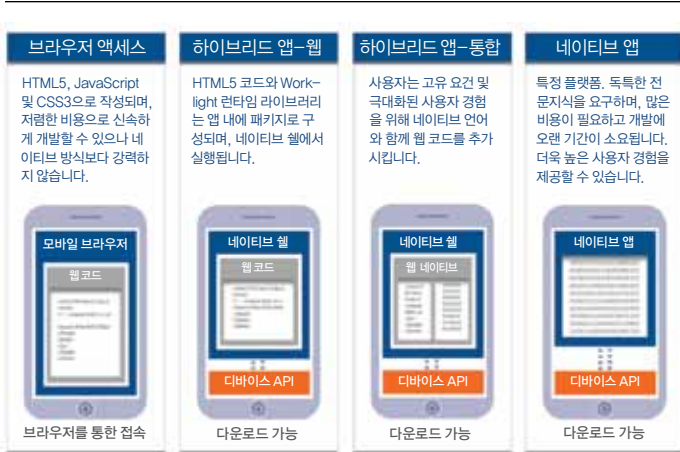 브라우저 액세스
HTML5, JavaScript
및 CSS3으로 작성되며,
저렴한 비용으로 신속하
게 개발할 수 있으나 네
이티브 방식보다 강력하
지 않습니다.
모바일 브라우저
웹코드
브라우저를 통한 접속
하이브리드 앱-웹
HTML5 코드와 Work-
light 런타임 라이브러리
는 앱 내에 패키지로 구
성되며, 네이티브 쉘에서
실행됩니다.
네이티브 쉘
웹코드
디바이스 API
다운로드 가능
하이브리드 앱-통합
사용자는 고유 요건 및
극대화된 사용자 경험
을 위해 네이티브 언어
와 함께 웹 코드를 추가
시킵니다.
네이티브 쉘
웹 네이티브
디바이스 API
다운로드 가능
네이티브 앱
특정 플랫폼, 독특한 전
문지식을 요구하며, 많은
비용이 필요하고 개발에
오랜 기간이 소요됩니다.
더욱 높은 사용자 경험을
제공할 수 있습니다.
네이티브 앱
디바이스 API
다운로드 가능